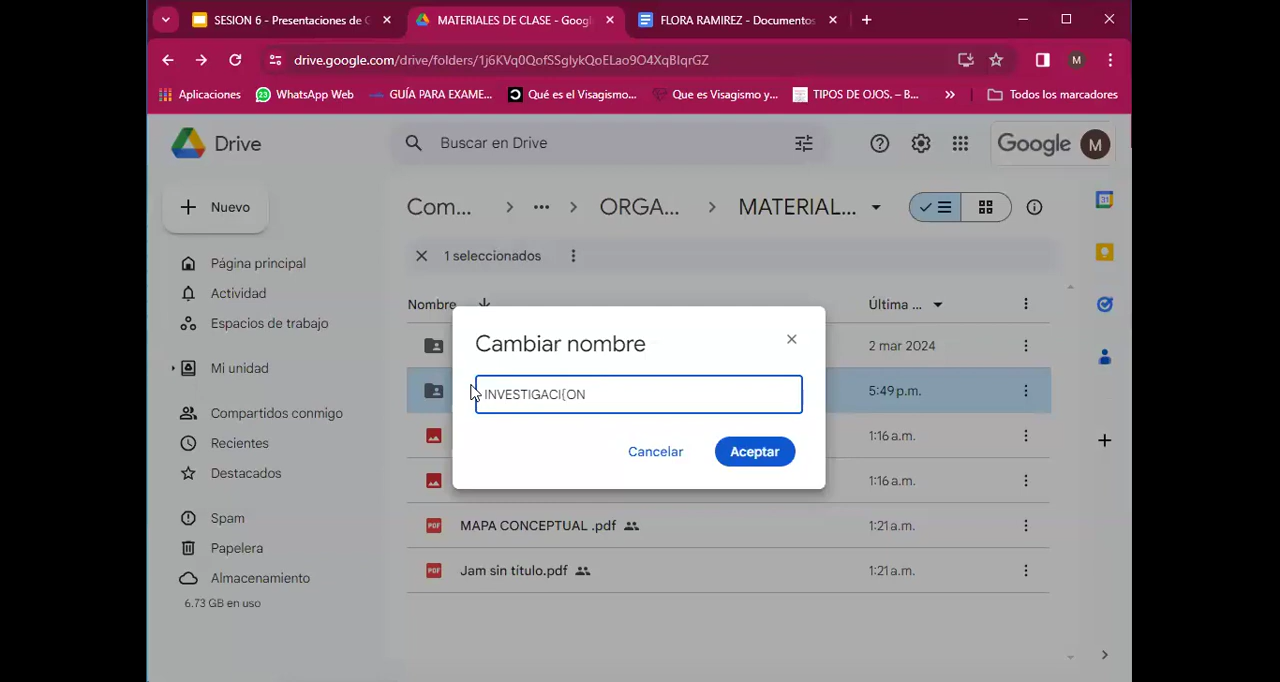 SESION 6 - Presentaciones de G
MATERIALES DE CLASE - Googl
FLORA RAMIREZ - Documentos
drive.google.com/drive/folders/1j6KVq0QofSSglykQoELao9O4XqBIqrGZ
M
Aplicaciones
WhatsApp Web
GUÍA PARA EXAME...
Qué es el Visagismo...
Que es Visagismo y...
TIPOS DE OJOS. – B...
Todos los marcadores
Drive
Buscar en Drive
Google
M
Nuevo
Com...
ORGA...
MATERIAL...
1 seleccionados
Página principal
Actividad
Espacios de trabajo
Mi unidad
Compartidos conmigo
Recientes
Destacados
Spam
Papelera
Almacenamiento
6.73 GB en uso
Nombre
Última ...
2 mar 2024
5:49 p.m.
1:16 a.m.
1:16 a.m.
MAPA CONCEPTUAL .pdf
1:21 a.m.
Jam sin título.pdf
1:21 a.m.
Cambiar nombre
INVESTIGACI{ON
Cancelar
Aceptar